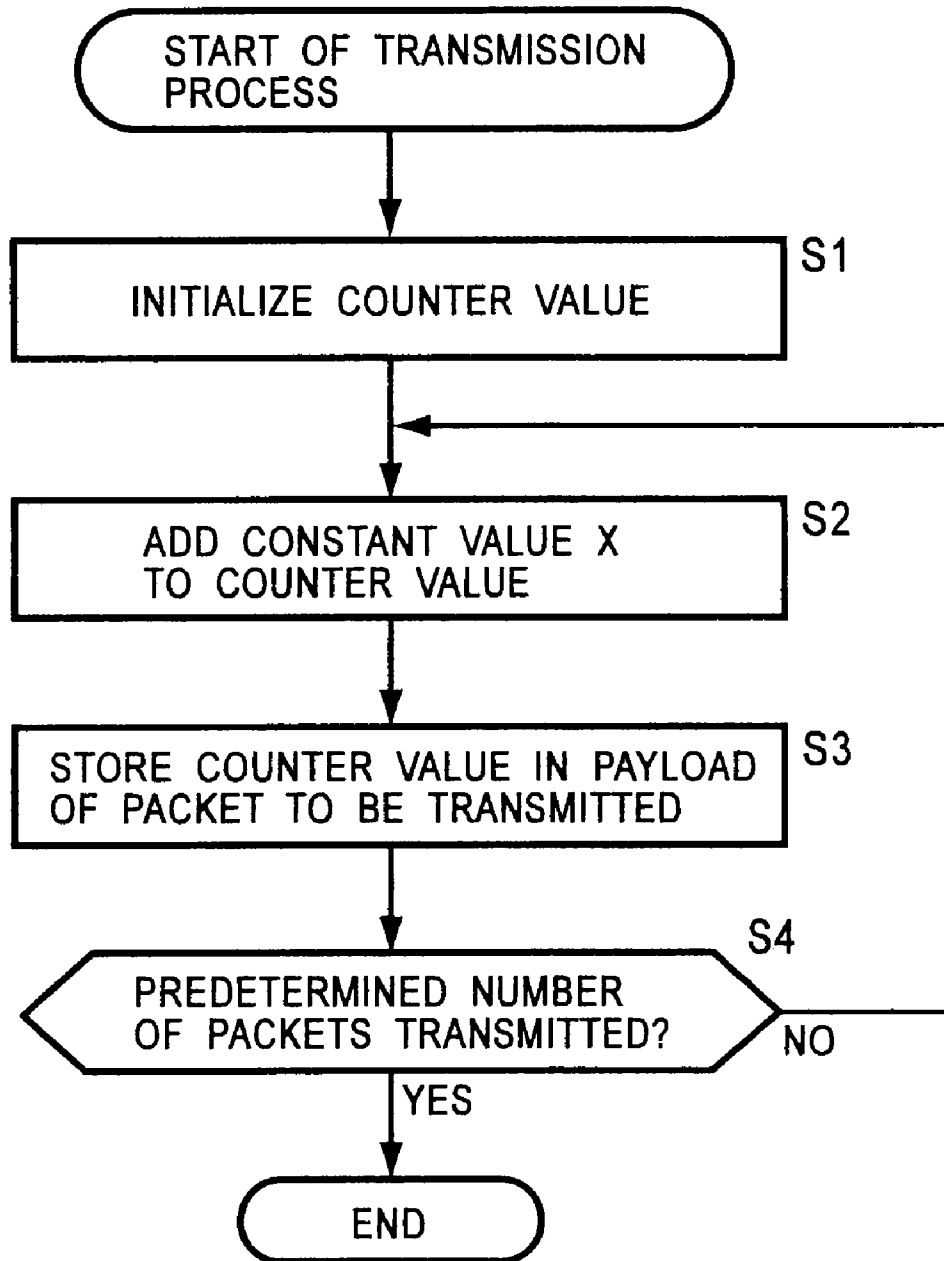 START OF TRANSMISSION
PROCESS
INITIALIZE COUNTER VALUE
S1
ADD CONSTANT VALUE X
TO COUNTER VALUE
S2
STORE COUNTER VALUE IN PAYLOAD
OF PACKET TO BE TRANSMITTED
S3
PREDETERMINED NUMBER
OF PACKETS TRANSMITTED?
S4
NO
YES
END